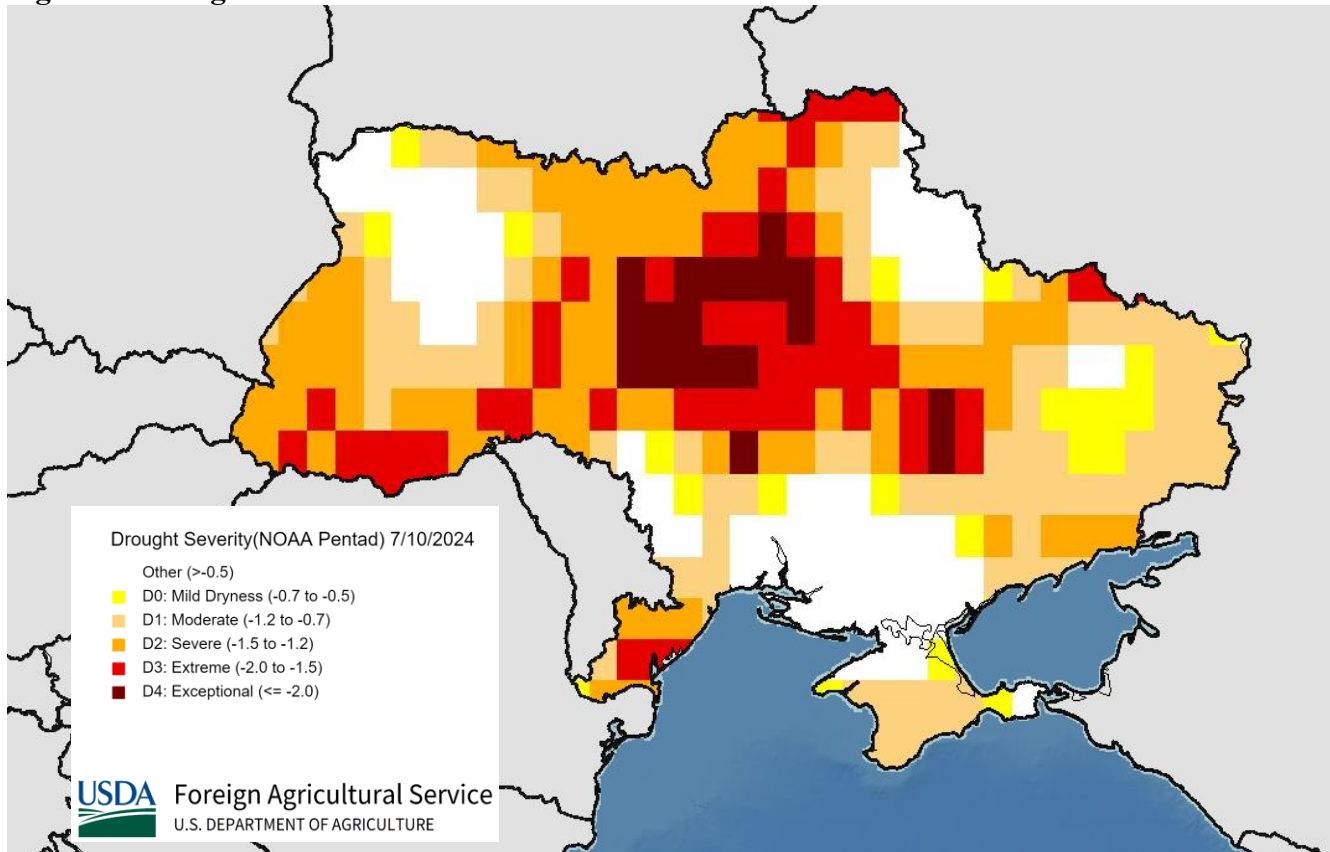 Drought Severity(NOAA Pentad) 7/10/2024
Other (>-0.5)
D0: Mild Dryness (-0.7 to -0.5)
D1: Moderate (-1.2 to -0.7)
D2: Severe (-1.5 to -1.2)
D3: Extreme (-2.0 to -1.5)
D4: Exceptional (<= -2.0)
USDA Foreign Agricultural Service
U.S. DEPARTMENT OF AGRICULTURE